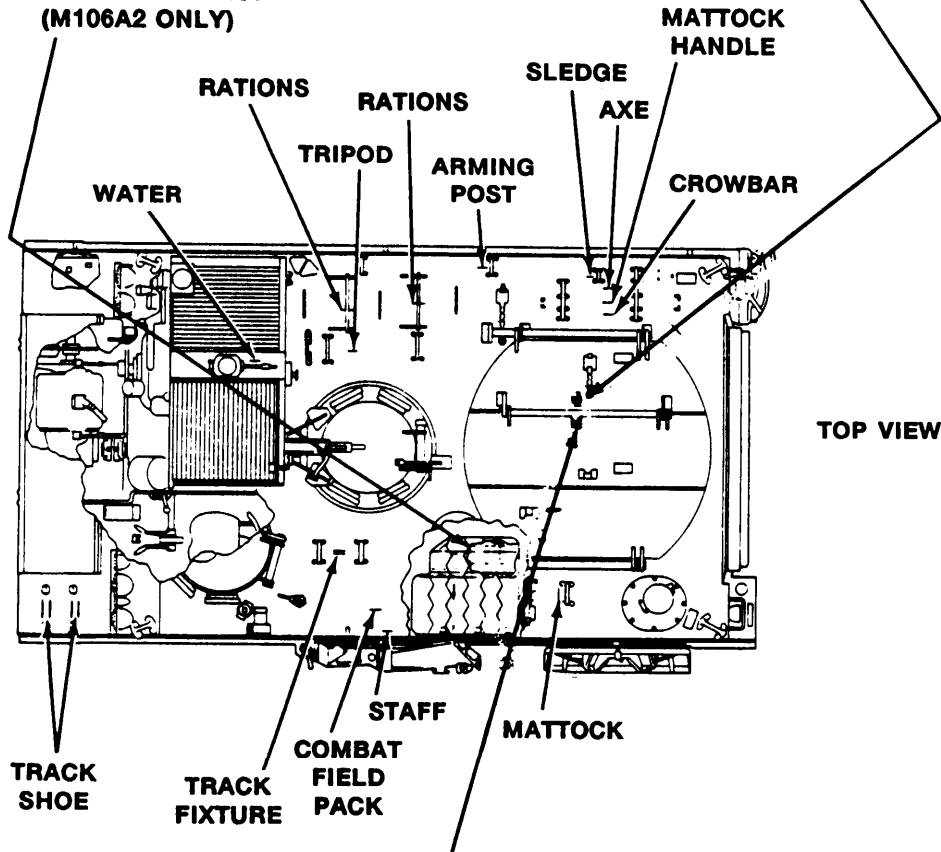 (M106A2 ONLY)
MATTOCK
HANDLE
SLEDGE
RATIONS
RATIONS
AXE
TRIPOD
ARMING
POST
CROWBAR
WATER
TOP VIEW
STAFF
MATTOCK
COMBAT
FIELD
PACK
TRACK
SHOE
TRACK
FIXTURE